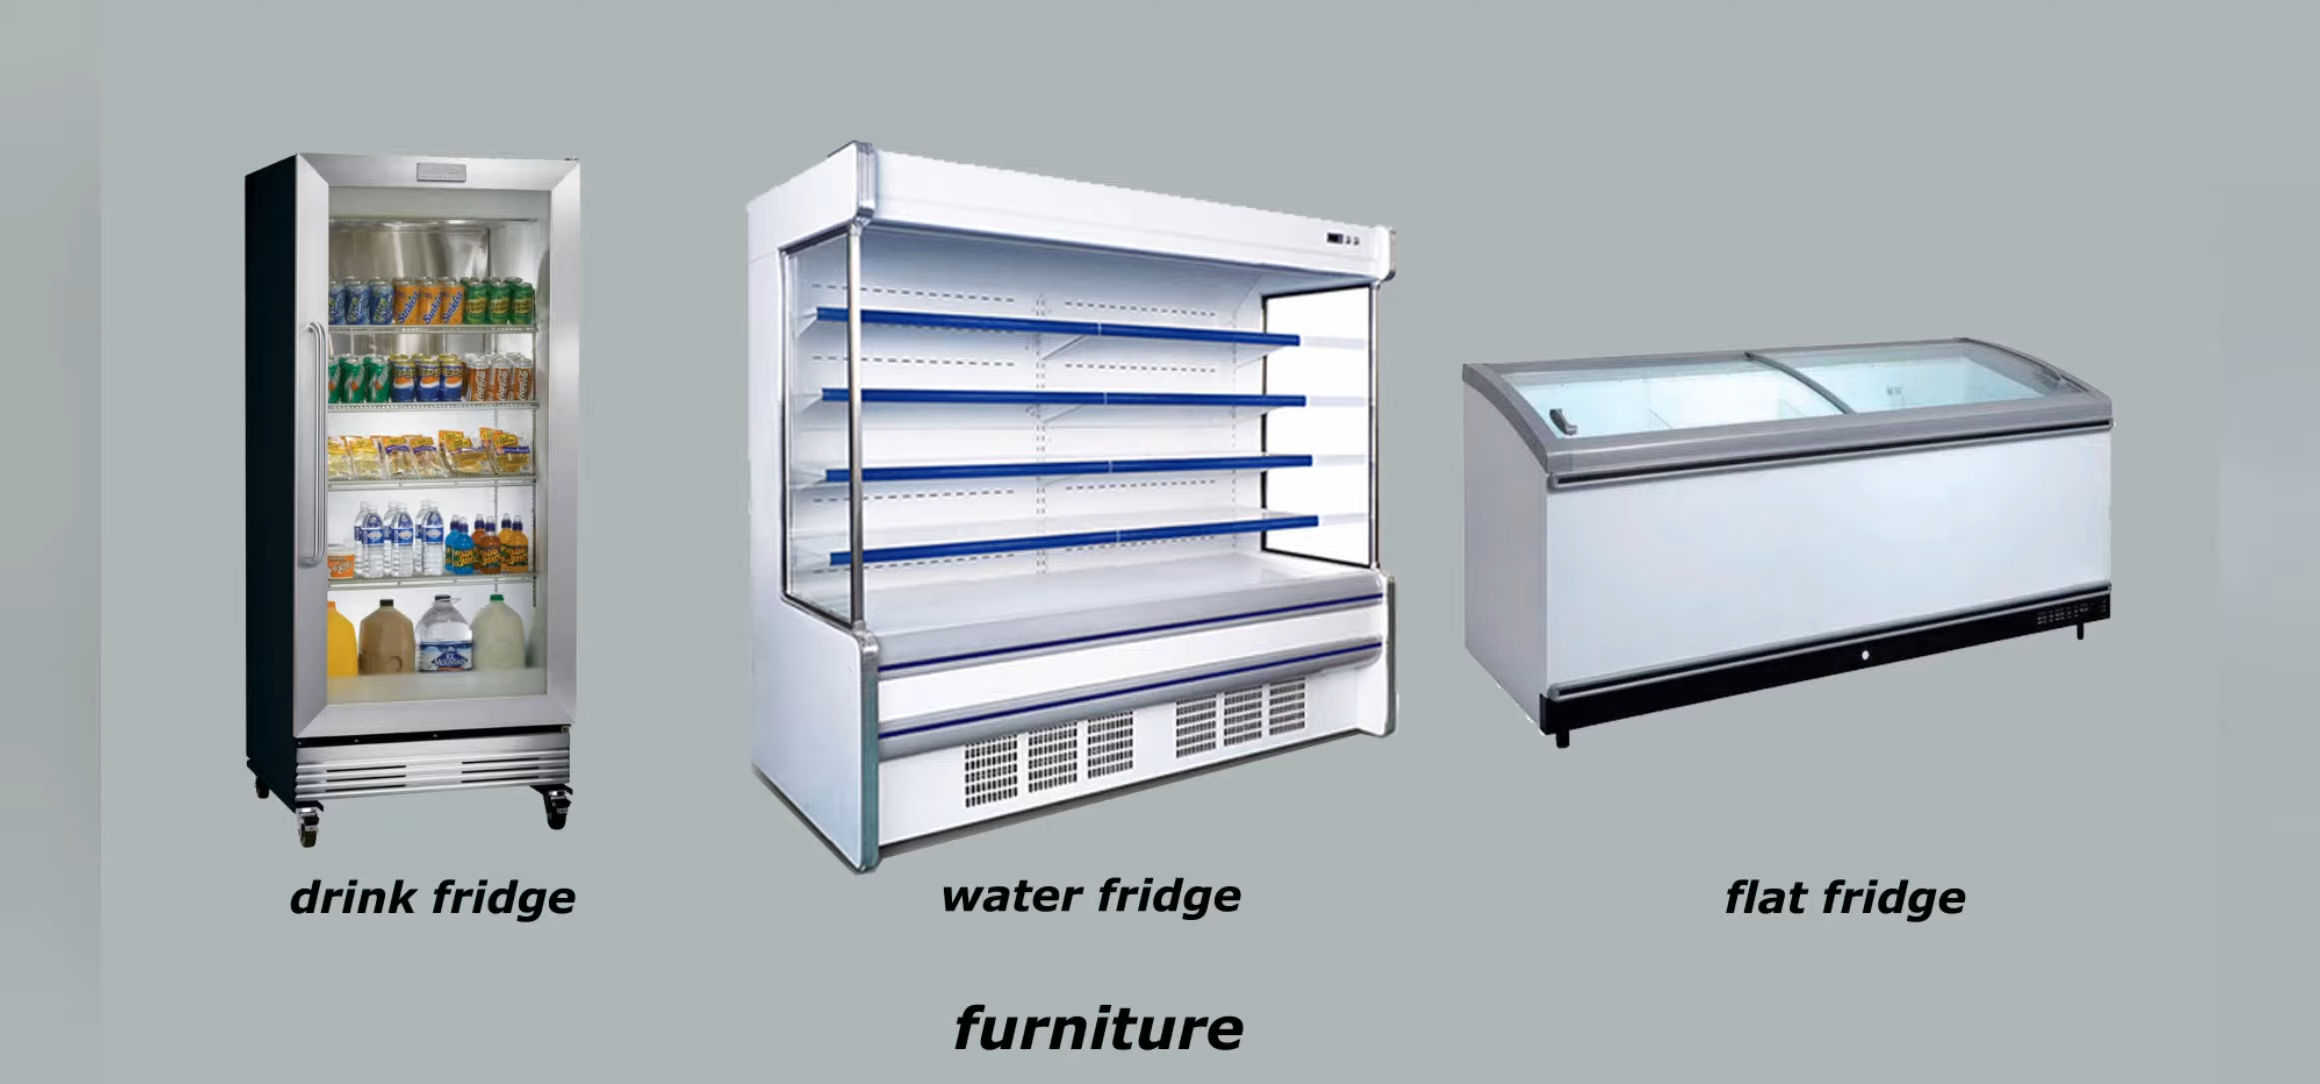 drink fridge
water fridge
flat fridge
furniture